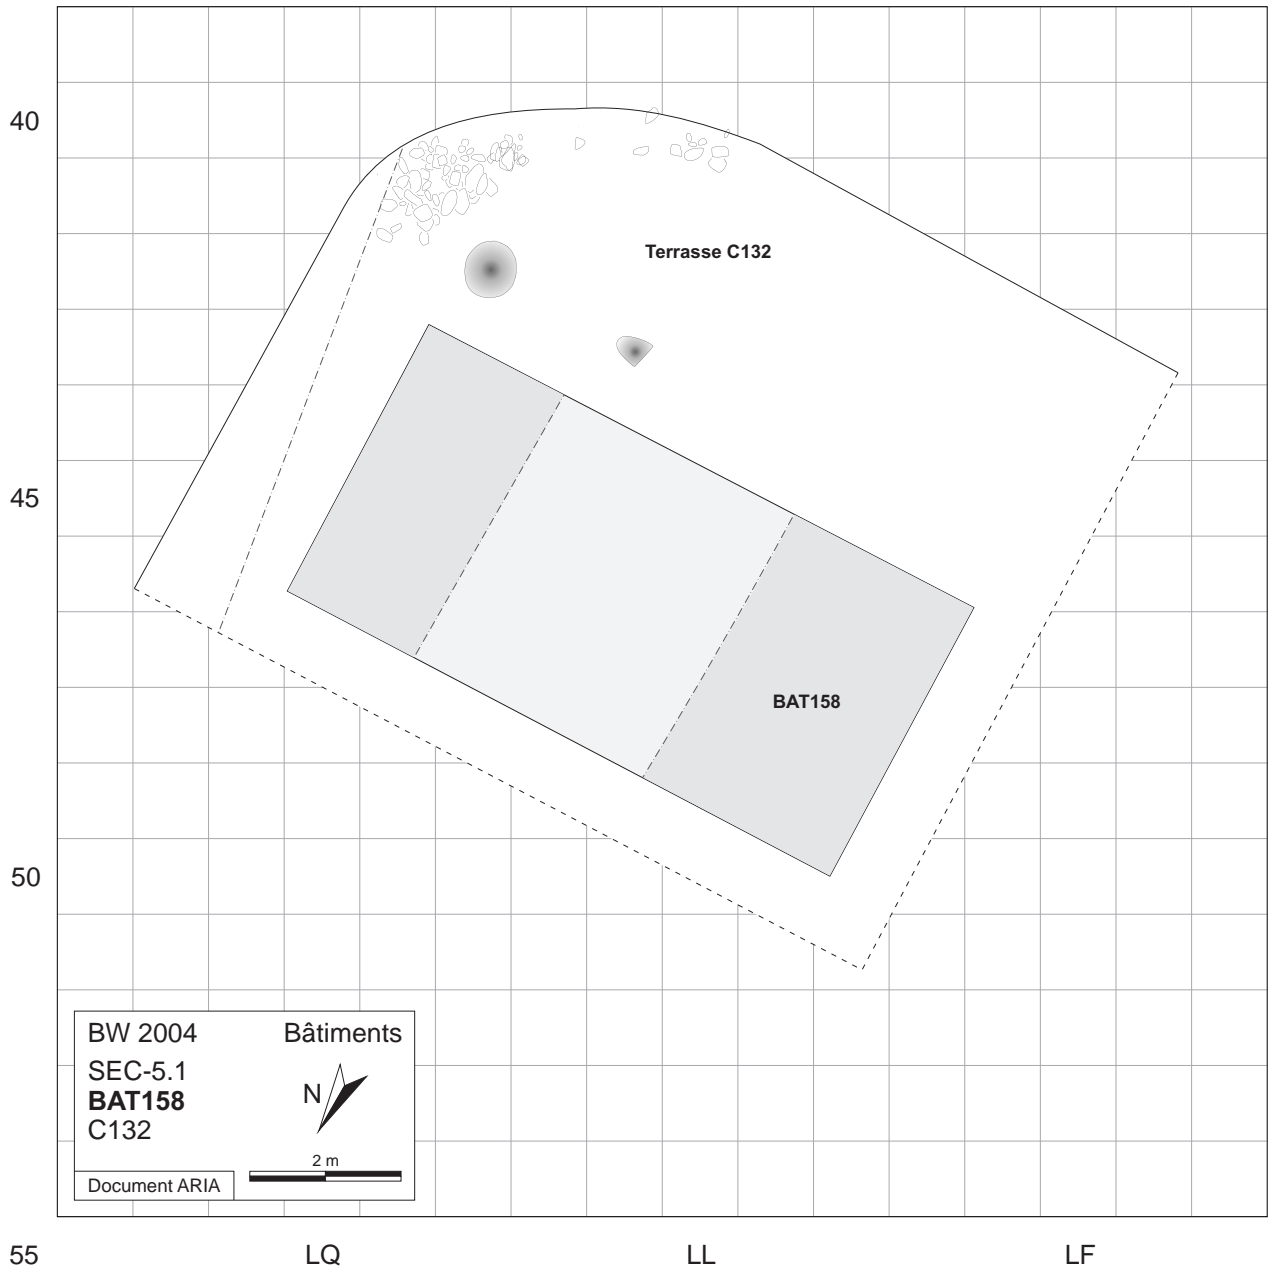 40
Terrasse C132
45
BAT158
50
BW 2004 Bâtiments
SEC-5.1
BAT158
C132
N
2 m
Document ARIA
55 LQ LL LF